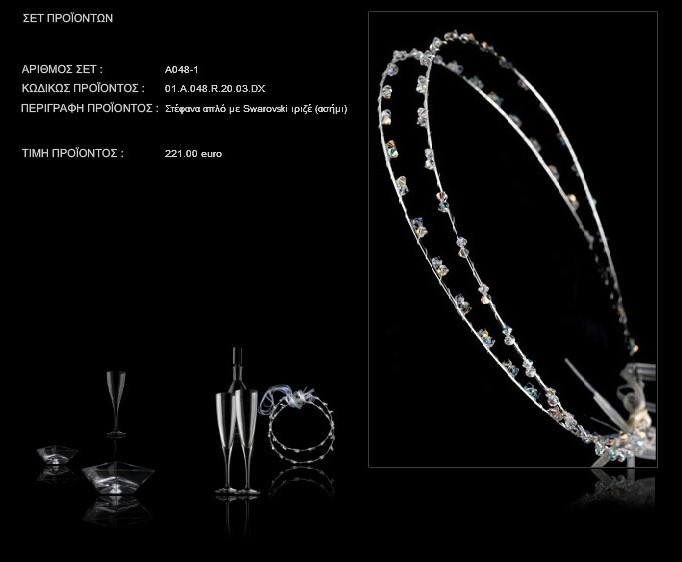 ΣΕΤ ΠΡΟΪΟΝΤΩΝ
ΑΡΙΘΜΟΣ ΣΕΤ : A048-1
ΚΩΔΙΚΩΣ ΠΡΟΪΟΝΤΟΣ : 01.A.048.R.20.03.DX
ΠΕΡΙΓΡΑΦΗ ΠΡΟΪΟΝΤΟΣ : Στέφανα απλό με Swarovski ιριζέ (ασήμι)
ΤΙΜΗ ΠΡΟΪΟΝΤΟΣ : 221.00 euro